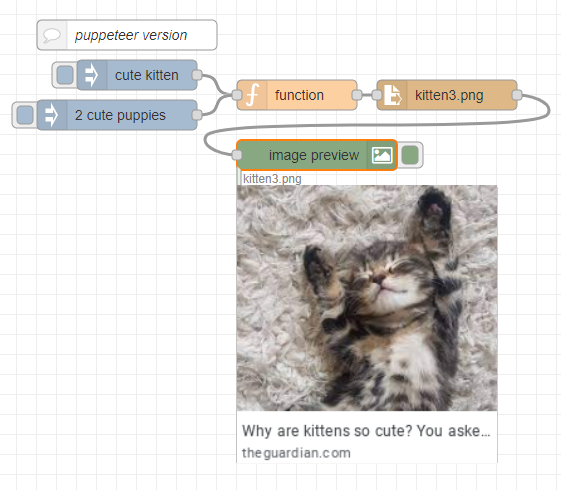 puppeteer version
cute kitten
function
kitten3.png
2 cute puppies
image preview
kitten3.png
Why are kittens so cute? You aske...
theguardian.com